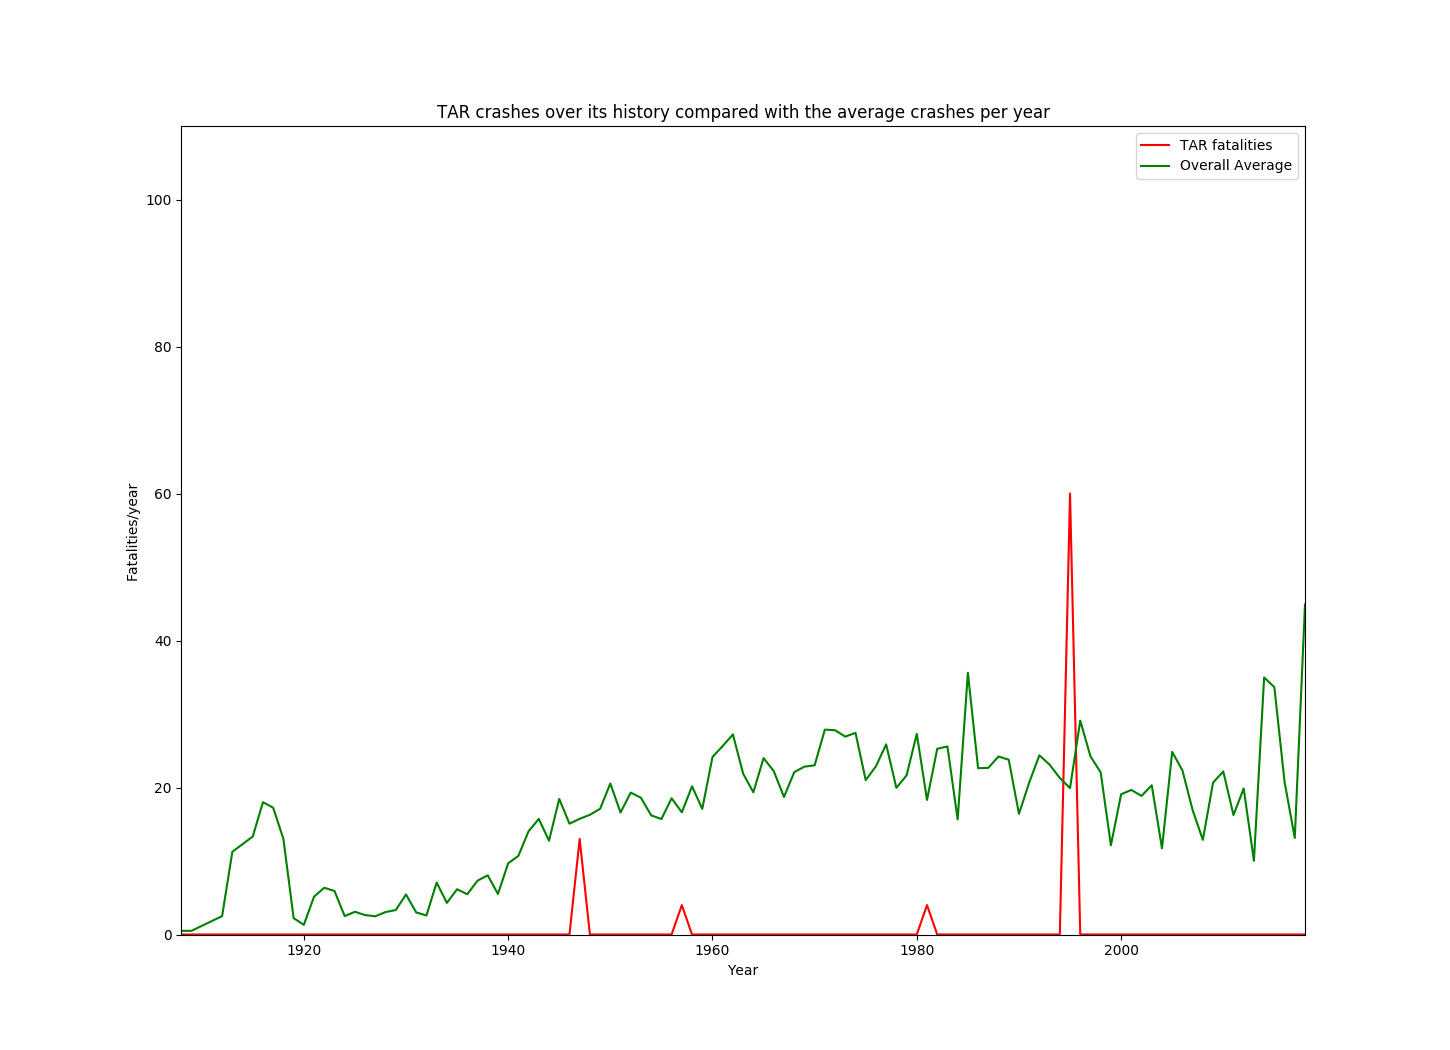 TAR crashes over its history compared with the average crashes per year
TAR fatalities
Overall Average
100
80
60
40
20
0
Fatalities/year
1920
1940
1960
1980
2000
Year